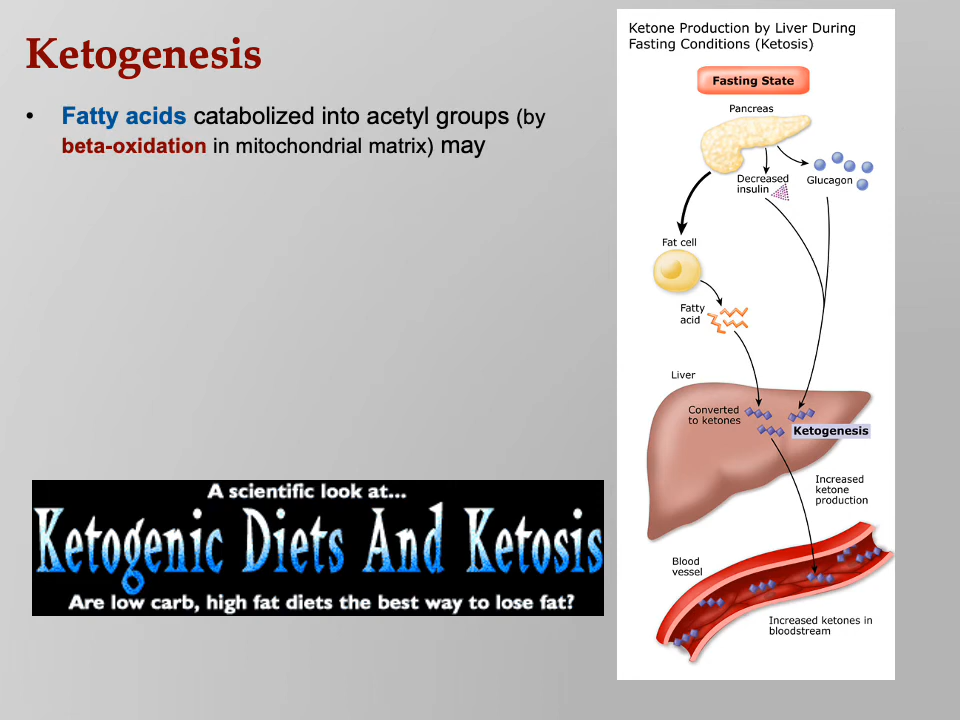 Ketogenesis
• Fatty acids catabolized into acetyl groups (by
beta-oxidation in mitochondrial matrix) may
A scientific look at...
Ketogenic Diets And Ketosis
Are low carb, high fat diets the best way to lose fat?
Ketone Production by Liver During
Fasting Conditions (Ketosis)
Fasting State
Pancreas
Decreased
insulin
Glucagon
Fat cell
Fatty
acid
Liver
Converted
to ketones
Ketogenesis
Increased
ketone
production
Blood
vessel
Increased ketones in
bloodstream